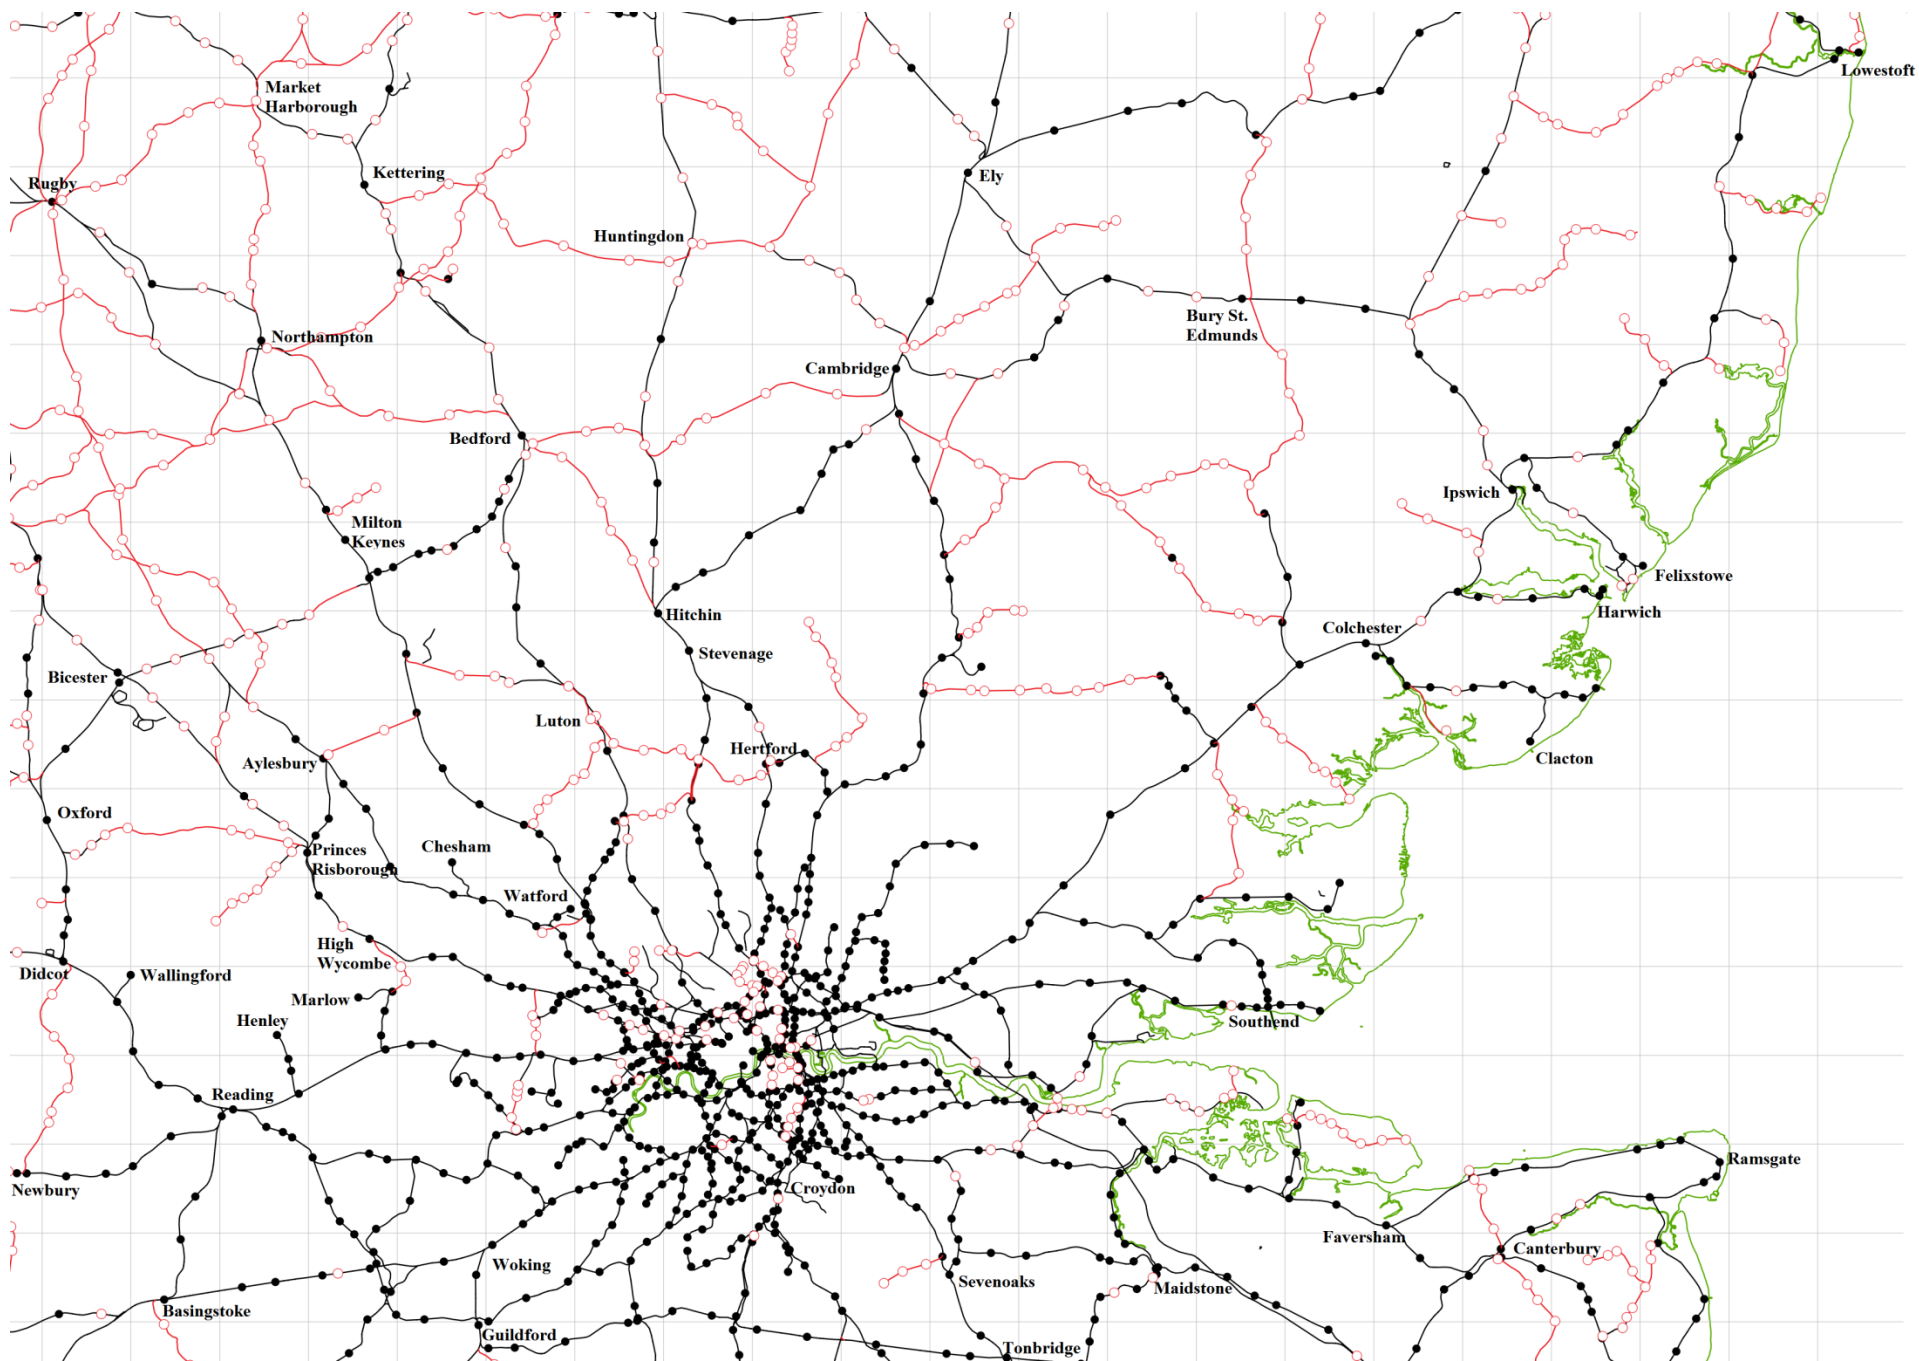 Lowestoft
Market
Harborough
Kettering
Ely
Rugby
Huntingdon
Bury St.
Edmunds
Northampton
Cambridge
Bedford
Ipswich
Milton
Keynes
Felixstowe
Harwich
Hitchin
Colchester
Stevenage
Bicester
Luton
Hertford
Clacton
Aylesbury
Oxford
Chesham
Princes
Risborough
Watford
High
Wycombe
Didcot
Wallingford
Marlow
Henley
Southend
Reading
Ramsgate
Newbury
Croydon
Faversham
Canterbury
Woking
Sevenoaks
Maidstone
Basingstoke
Guildford
Tonbridge